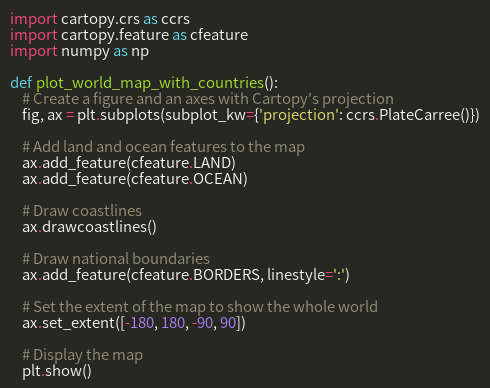 import cartopy.crs as ccrs
import cartopy.feature as cfeature
import numpy as np

def plot_world_map_with_countries():
    # Create a figure and an axes with Cartopy's projection
    fig, ax = plt.subplots(subplot_kw={'projection': ccrs.PlateCarree()})

    # Add land and ocean features to the map
    ax.add_feature(cfeature.LAND)
    ax.add_feature(cfeature.OCEAN)

    # Draw coastlines
    ax.drawcoastlines()

    # Draw national boundaries
    ax.add_feature(cfeature.BORDERS, linestyle=':')

    # Set the extent of the map to show the whole world
    ax.set_extent([-180, 180, -90, 90])

    # Display the map
    plt.show()